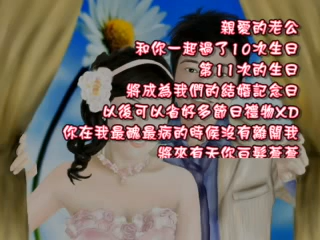 親愛的老公
和你一起過了10次生日
第11次的生日
將成為我們的結婚記念日
以後可以省好多節日禮物XD
你在我最醜最病的時侯沒有離開我
將來有天你百髮蒼蒼